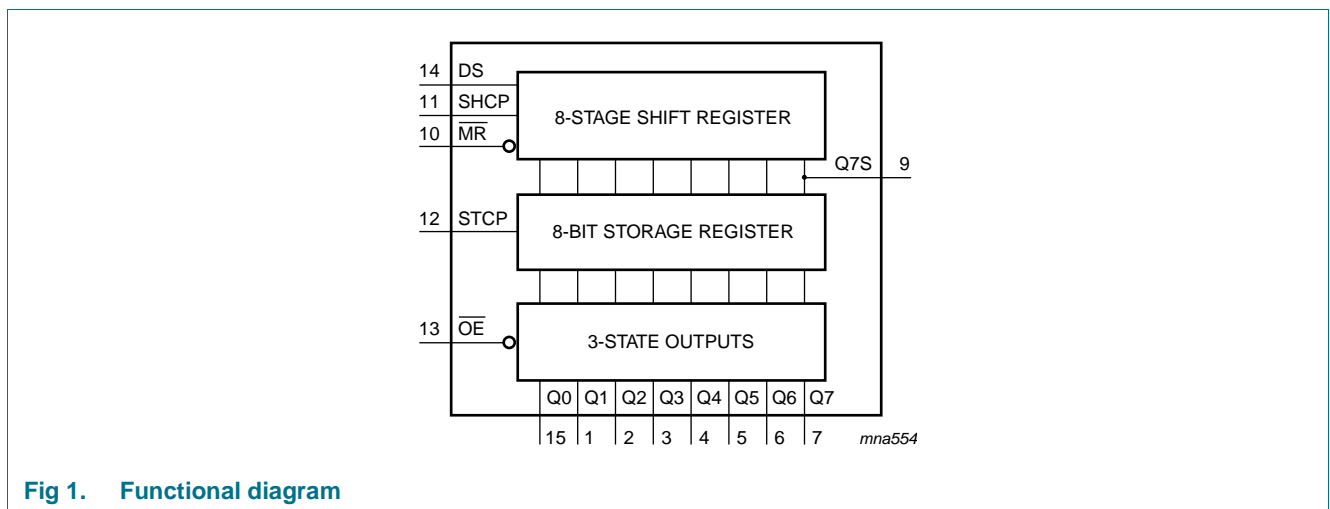 14 DS
11 SHCP
10 MR
8-STAGE SHIFT REGISTER
Q7S 9
12 STCP
8-BIT STORAGE REGISTER
13 OE
3-STATE OUTPUTS
Q0 Q1 Q2 Q3 Q4 Q5 Q6 Q7
15 1 2 3 4 5 6 7
mna554
Fig 1. Functional diagram